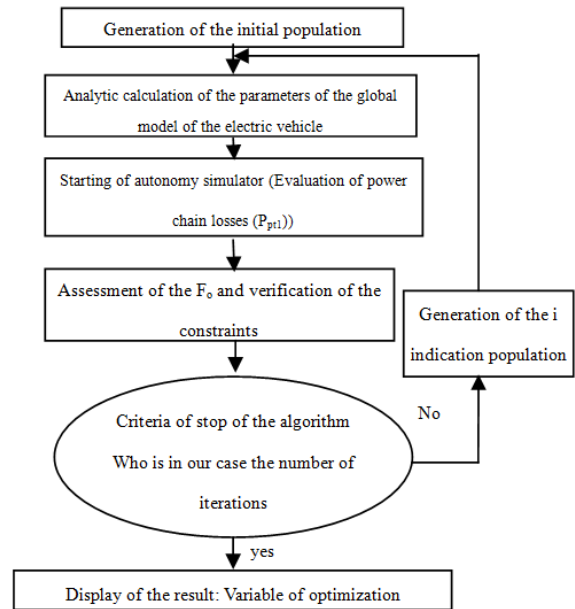 Generation of the initial population
Analytic calculation of the parameters of the global
model of the electric vehicle
Starting of autonomy simulator (Evaluation of power
chain losses (Pptl))
Assessment of the Fo and verification of the
constraints
Generation of the i
indication population
No
Criteria of stop of the algorithm
Who is in our case the number of
iterions
yes
Display of the result: Variable of optimization